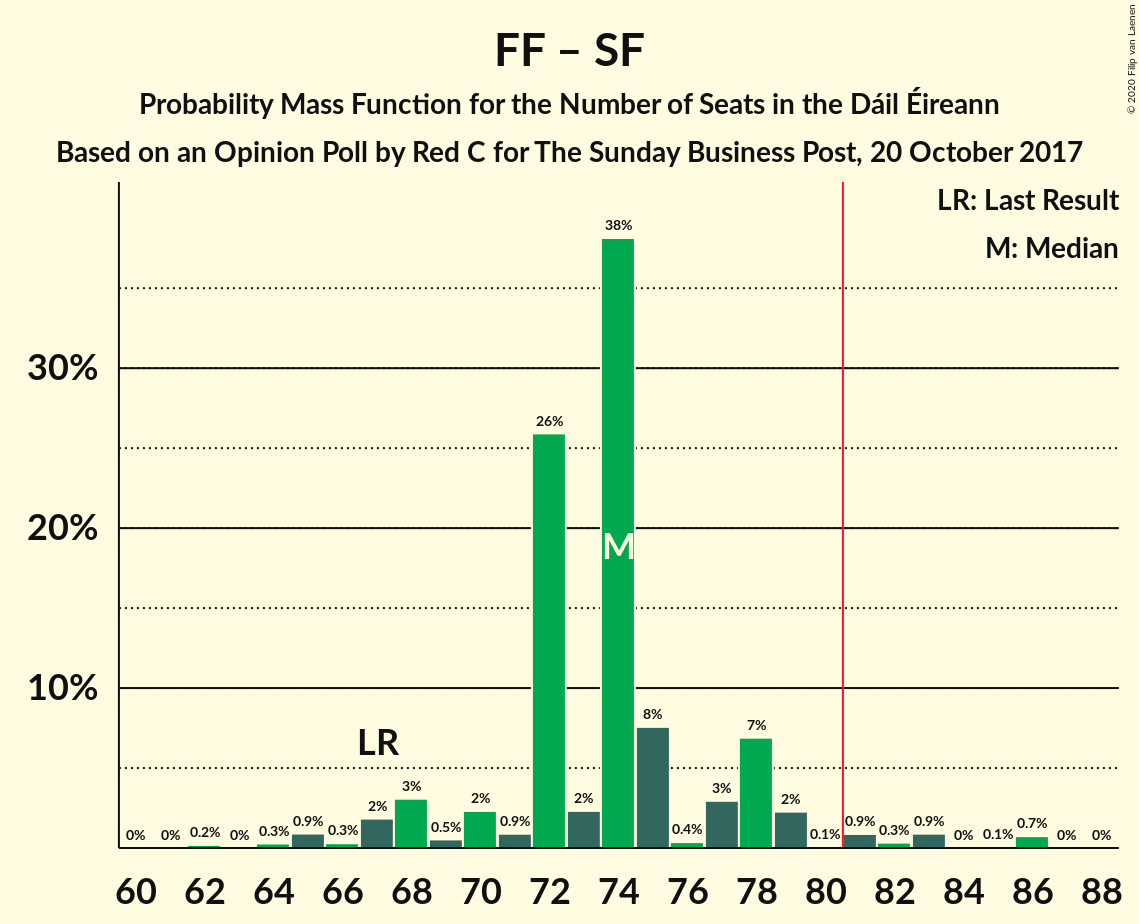 FF – SF
Probability Mass Function for the Number of Seats in the Dáil Éireann
Based on an Opinion Poll by Red C for The Sunday Business Post, 20 October 2017
© 2020 Filip van Laenen
LR: Last Result
M: Median
30%
20%
10%
LR
M
0% 0% 0.2% 0% 0.3% 0.9% 0.3% 2% 3% 0.5% 2% 0.9% 26% 2% 38% 8% 0.4% 3% 7% 2% 0.1% 0.9% 0.3% 0.9% 0% 0.1% 0.7% 0% 0%
60 62 64 66 68 70 72 74 76 78 80 82 84 86 88